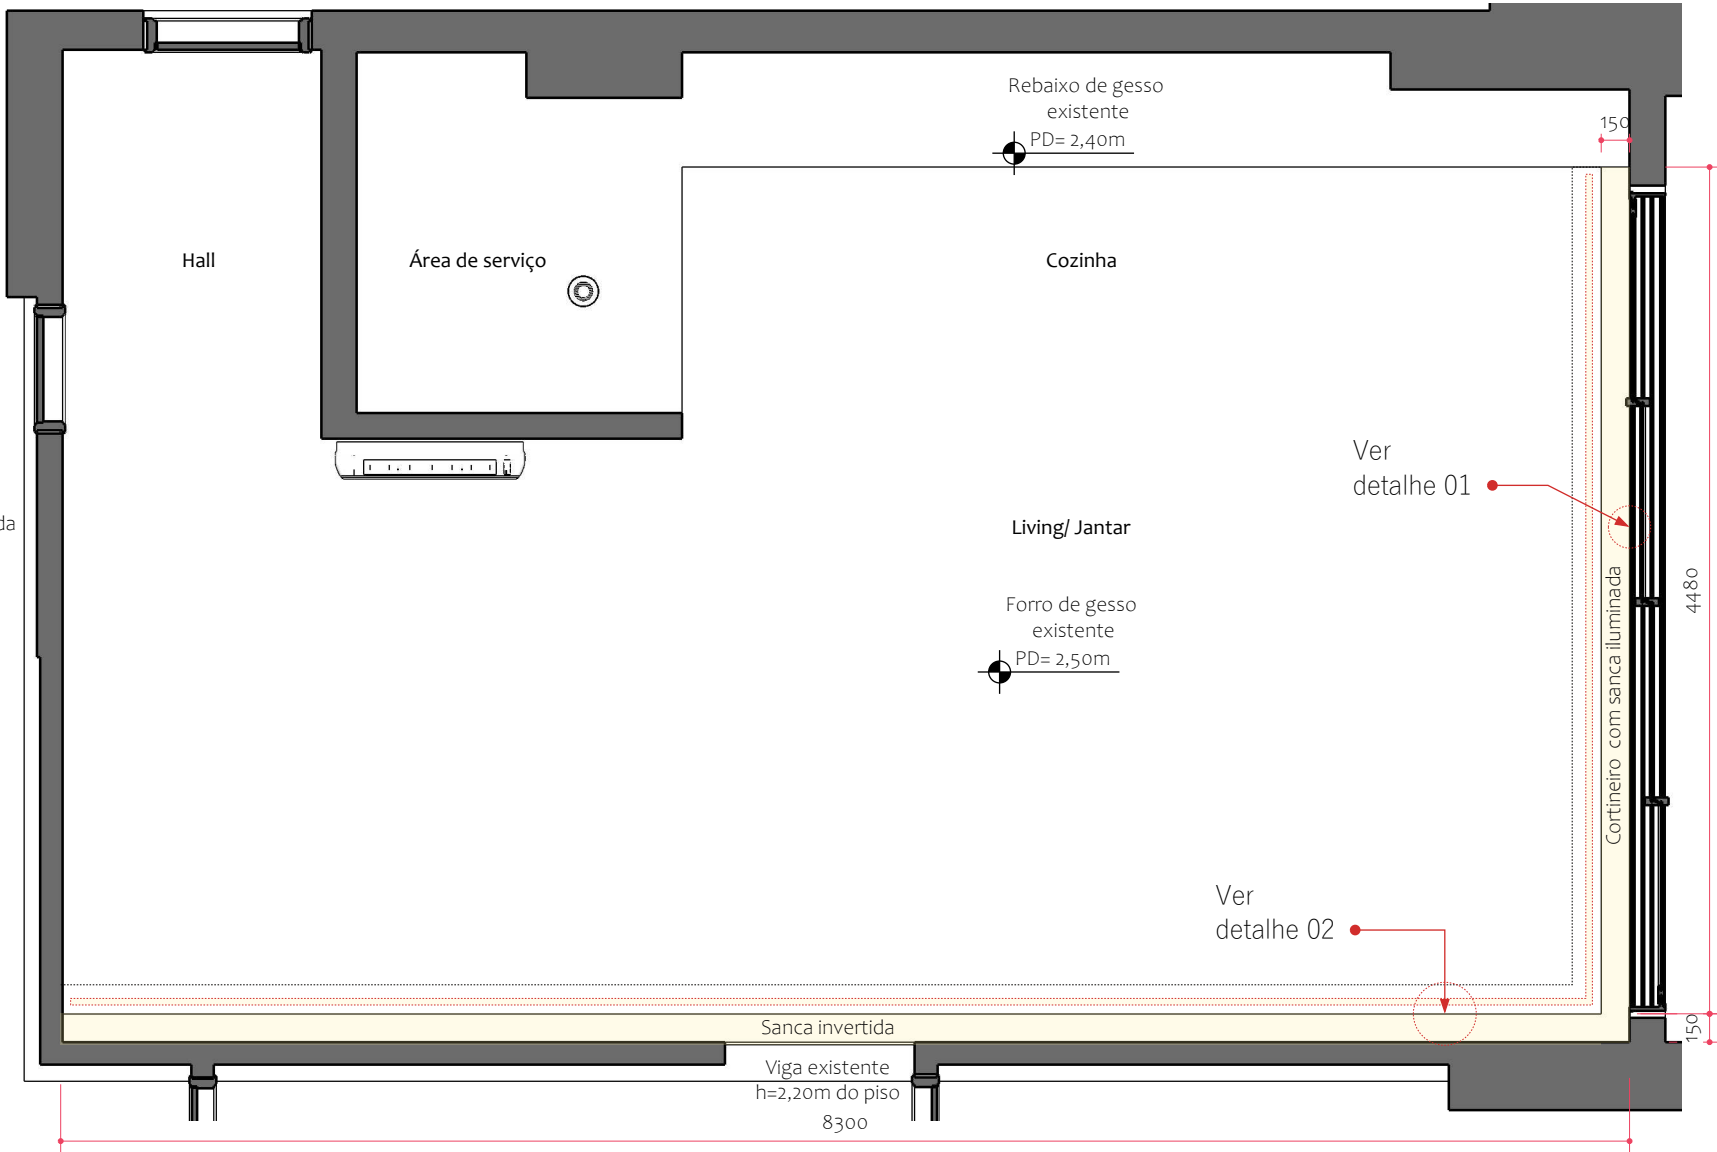 Rebaixo de gesso
existente
PD= 2,40m
150
Hall
Área de serviço
Cozinha
Ver
detalhe 01
da
Living/ Jantar
Forro de gesso
existente
PD= 2,50m
4480
Cortineiro com sanca iluminada
Ver
detalhe 02
Sanca invertida
150
Viga existente
h=2,20m do piso
8300